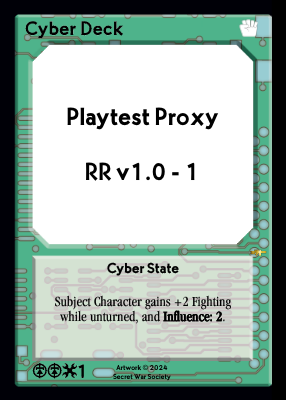 Cyber Deck
Playtest Proxy
RR v1.0 - 1
Cyber State
Subject Character gains +2 Fighting
while unturned, and Influence: 2.
1
Artwork © 2024
Secret War Society